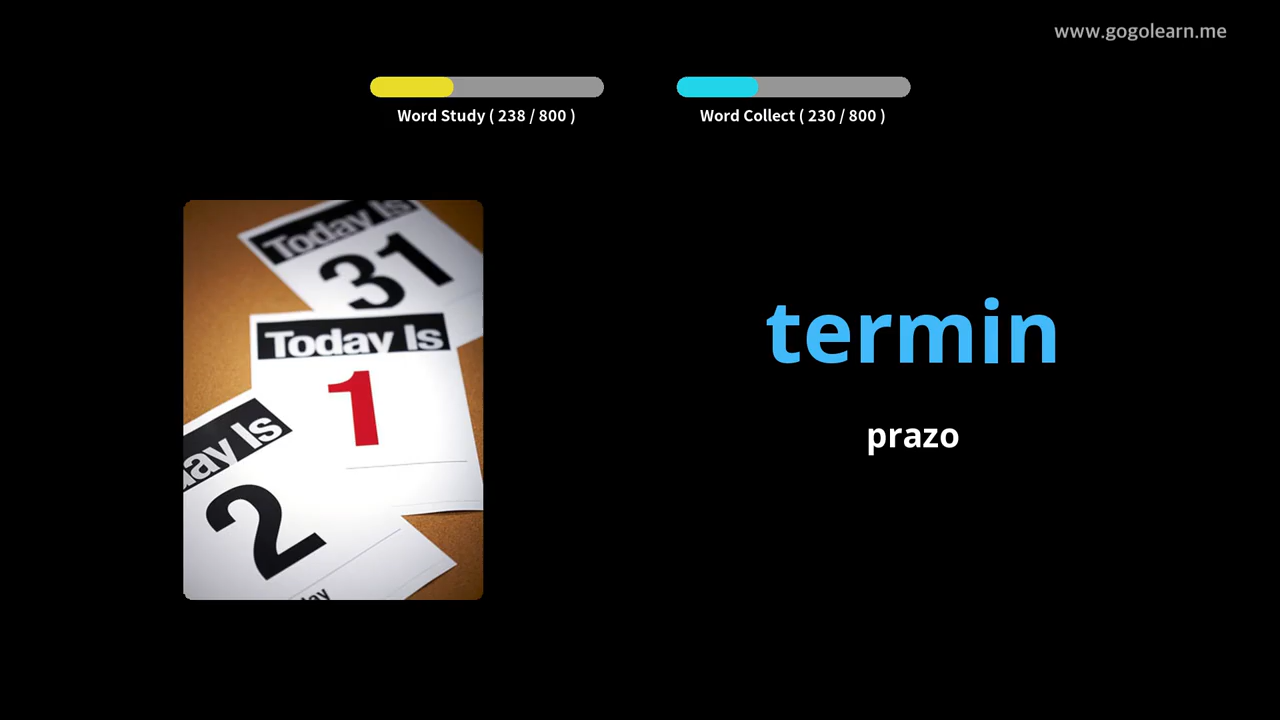 www.gogolearn.me
Word Study ( 238 / 800 )
Word Collect ( 230 / 800 )
Today Is
31
Today Is
1
ay Is
2
termin
prazo